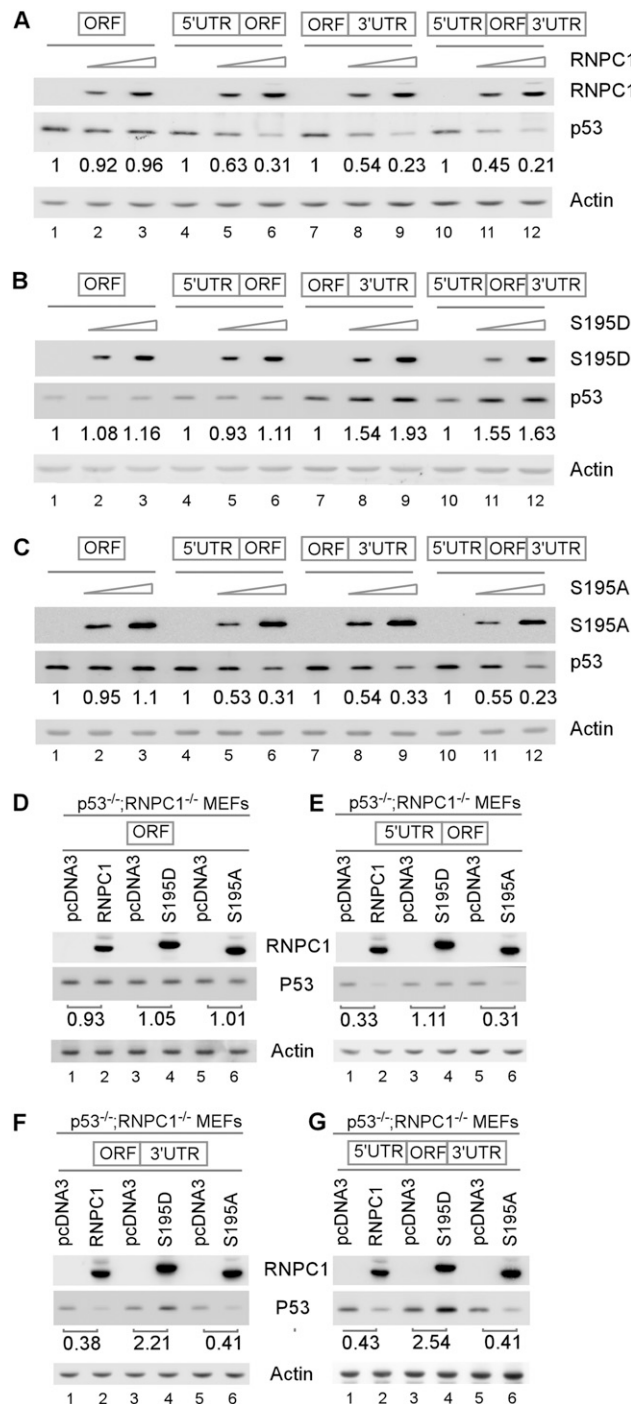 A
ORF 5'UTR ORF ORF 3'UTR 5'UTR ORF 3'UTR
RNPC1
RNPC1
p53
1 0.92 0.96 1 0.63 0.31 1 0.54 0.23 1 0.45 0.21
Actin
1 2 3 4 5 6 7 8 9 10 11 12
B
ORF 5'UTR ORF ORF 3'UTR 5'UTR ORF 3'UTR
S195D
S195D
p53
1 1.08 1.16 1 0.93 1.11 1 1.54 1.93 1 1.55 1.63
Actin
1 2 3 4 5 6 7 8 9 10 11 12
C
ORF 5'UTR ORF ORF 3'UTR 5'UTR ORF 3'UTR
S195A
S195A
p53
1 0.95 1.1 1 0.53 0.31 1 0.54 0.33 1 0.55 0.23
Actin
1 2 3 4 5 6 7 8 9 10 11 12
D
p53-/-;RNPC1-/- MEFs
ORF
pcDNA3 RNPC1 pcDNA3 S195D pcDNA3 S195A
E
p53-/-;RNPC1-/- MEFs
5'UTR ORF
pcDNA3 RNPC1 pcDNA3 S195D pcDNA3 S195A
RNPC1
P53
0.93 1.05 1.01 0.33 1.11 0.31
Actin
1 2 3 4 5 6 1 2 3 4 5 6
F
p53-/-;RNPC1-/- MEFs
ORF 3'UTR
pcDNA3 RNPC1 pcDNA3 S195D pcDNA3 S195A
G
p53-/-;RNPC1-/- MEFs
5'UTR ORF 3'UTR
pcDNA3 RNPC1 pcDNA3 S195D pcDNA3 S195A
RNPC1
P53
0.38 2.21 0.41 0.43 2.54 0.41
Actin
1 2 3 4 5 6 1 2 3 4 5 6